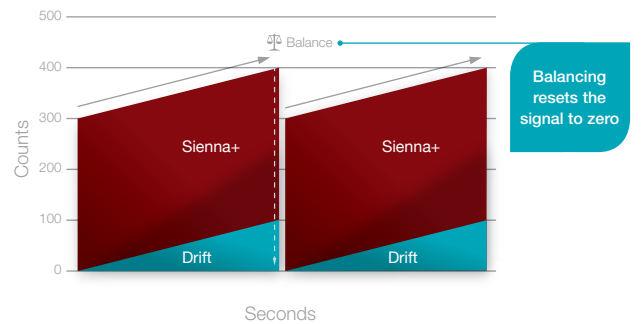 500
Balance
400
Balancing
resets the
signal to zero
300
Counts
Sienna+
Sienna+
200
100
Drift
Drift
0
Seconds